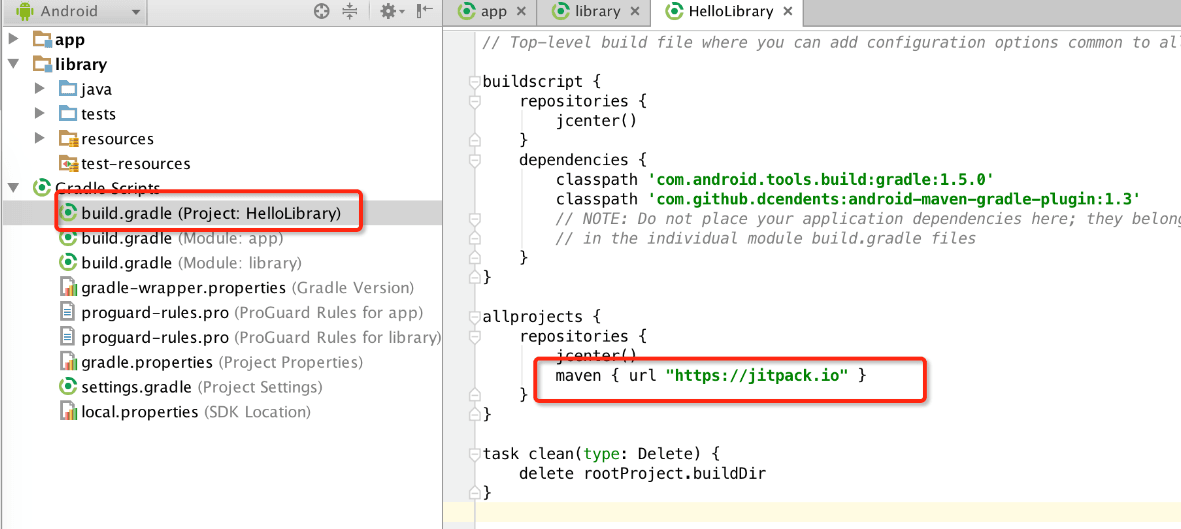 Android
app
library
HelloLibrary
app
library
java
tests
resources
test-resources
Gradle Scripts
build.gradle (Project: HelloLibrary)
build.gradle (Module: app)
build.gradle (Module: library)
gradle-wrapper.properties (Gradle Version)
proguard-rules.pro (ProGuard Rules for app)
proguard-rules.pro (ProGuard Rules for library)
gradle.properties (Project Properties)
settings.gradle (Project Settings)
local.properties (SDK Location)
// Top-level build file where you can add configuration options common to al
buildscript {
repositories {
jcenter()
}
dependencies {
classpath 'com.android.tools.build:gradle:1.5.0'
classpath 'com.github.dcendents:android-maven-gradle-plugin:1.3'
// NOTE: Do not place your application dependencies here; they belong
// in the individual module build.gradle files
}
}
allprojects {
repositories {
jcenter()
maven { url "https://jitpack.io" }
}
}
task clean(type: Delete) {
delete rootProject.buildDir
}